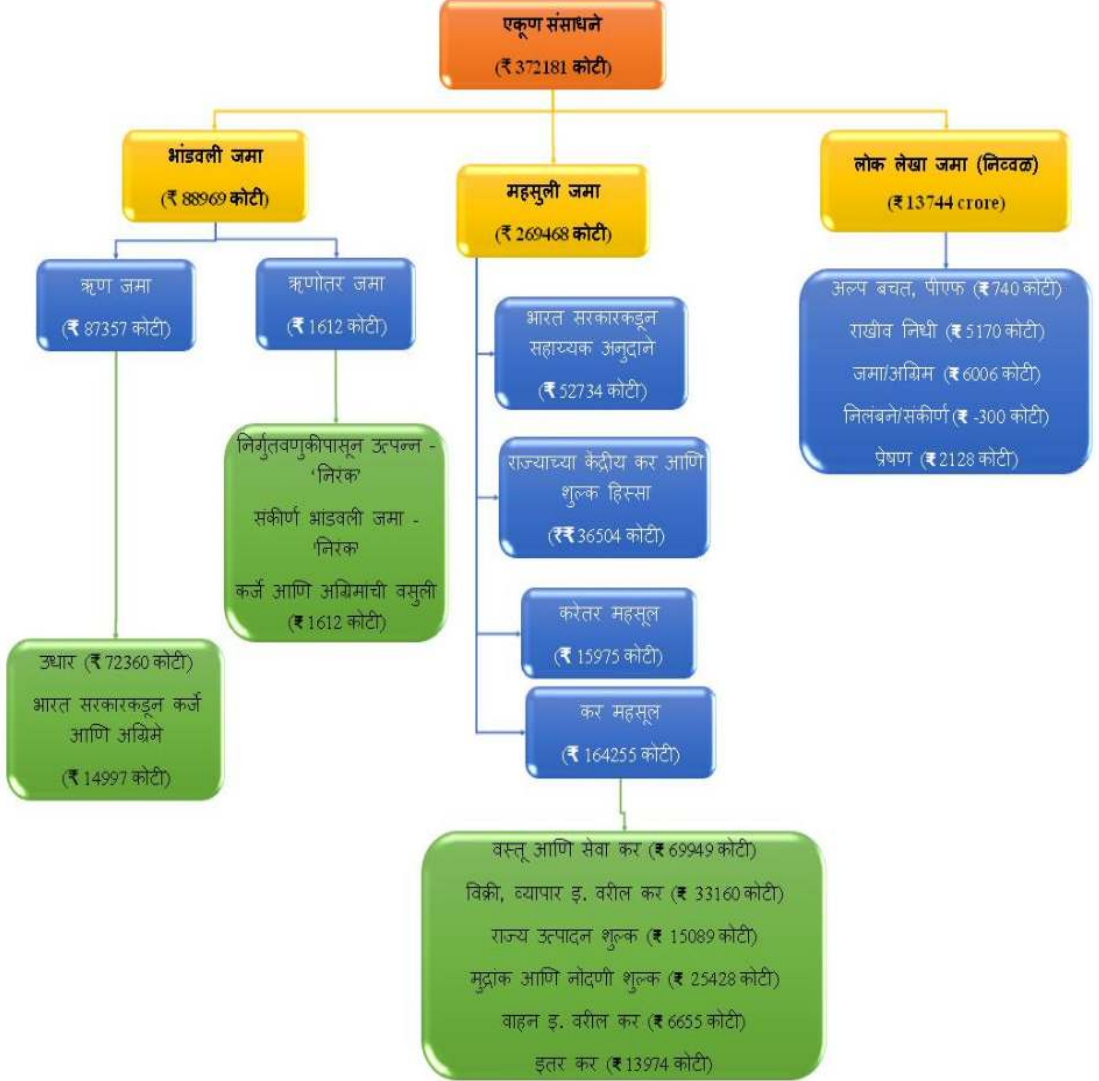 एकूण संसाधने
(₹ 372181 कोटी)
भांडवली जमा
(₹ 88969 कोटी)
महसुली जमा
(₹ 269468 कोटी)
लोक लेखा जमा (निव्वळ)
(₹ 13744 crore)
ऋण जमा
(₹ 87357 कोटी)
ऋणोतर जमा
(₹ 1612 कोटी)
निर्गुतवणुकीपासून उत्पन्न -
'निरंक'
संकीर्ण भांडवली जमा -
'निरंक'
कर्जे आणि अग्रिमांची वसुली
(₹ 1612 कोटी)
उधार (₹ 72360 कोटी)
भारत सरकारकडून कर्जे
आणि अग्रिमे
(₹ 14997 कोटी)
भारत सरकारकडून
सहाय्यक अनुदाने
(₹ 52734 कोटी)
राज्याच्या केंद्रीय कर आणि
शुल्क हिस्सा
(₹₹ 36504 कोटी)
करेतर महसूल
(₹ 15975 कोटी)
कर महसूल
(₹ 164255 कोटी)
वस्तू आणि सेवा कर (₹ 69949 कोटी)
विक्री, व्यापार इ. वरील कर (₹ 33160 कोटी)
राज्य उत्पादन शुल्क (₹ 15089 कोटी)
मुद्रांक आणि नोंदणी शुल्क (₹ 25428 कोटी)
वाहन इ. वरील कर (₹ 6655 कोटी)
इतर कर (₹ 13974 कोटी)
अल्प बचत, पीएफ (₹ 740 कोटी)
राखीव निधी (₹ 5170 कोटी)
जमा/अग्रिम (₹ 6006 कोटी)
निलंबने/संकीर्ण (₹ -300 कोटी)
प्रेषण (₹ 2128 कोटी)